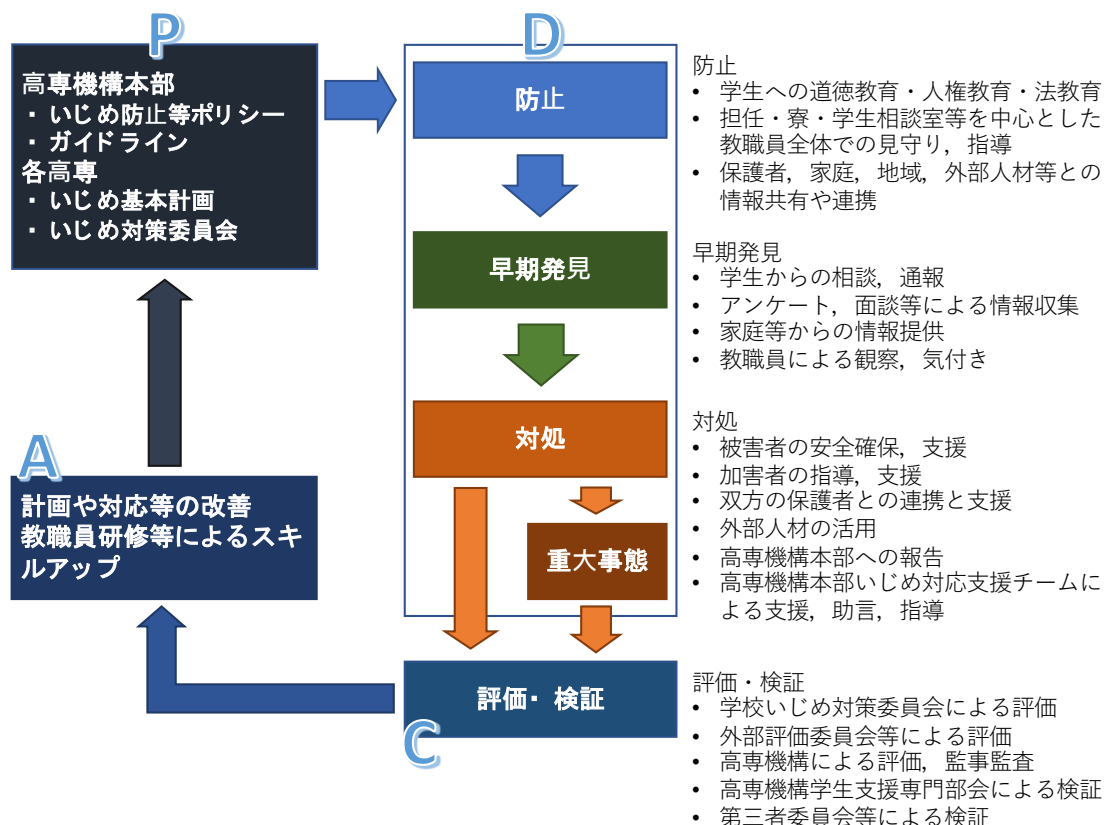 P
高専機構本部
・いじめ防止等ポリシー
・ガイドライン
各高専
・いじめ基本計画
・いじめ対策委員会
D
防止
早期発見
対処
重大事態
評価・検証
C
A
計画や対応等の改善
教職員研修等によるスキ
ルアップ
防止
• 学生への道徳教育・人権教育・法教育
• 担任・寮・学生相談室等を中心とした
教職員全体での見守り，指導
• 保護者，家庭，地域，外部人材等との
情報共有や連携
早期発見
• 学生からの相談，通報
• アンケート，面談等による情報収集
• 家庭等からの情報提供
• 教職員による観察，気付き
対処
• 被害者の安全確保，支援
• 加害者の指導，支援
• 双方の保護者との連携と支援
• 外部人材の活用
• 高専機構本部への報告
• 高専機構本部いじめ対応支援チームに
よる支援，助言，指導
評価・検証
• 学校いじめ対策委員会による評価
• 外部評価委員会等による評価
• 高専機構による評価，監事監査
• 高専機構学生支援専門部会による検証
• 第三者委員会等による検証